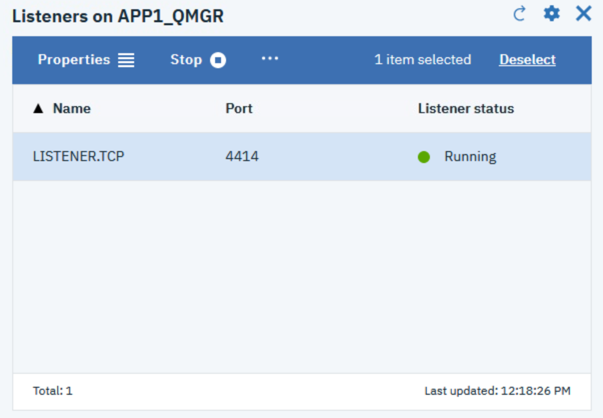 Listeners on APP1_QMGR
Properties Stop ... 1 item selected Deselect
▲ Name Port Listener status
LISTENER.TCP 4414 Running
Total: 1 Last updated: 12:18:26 PM